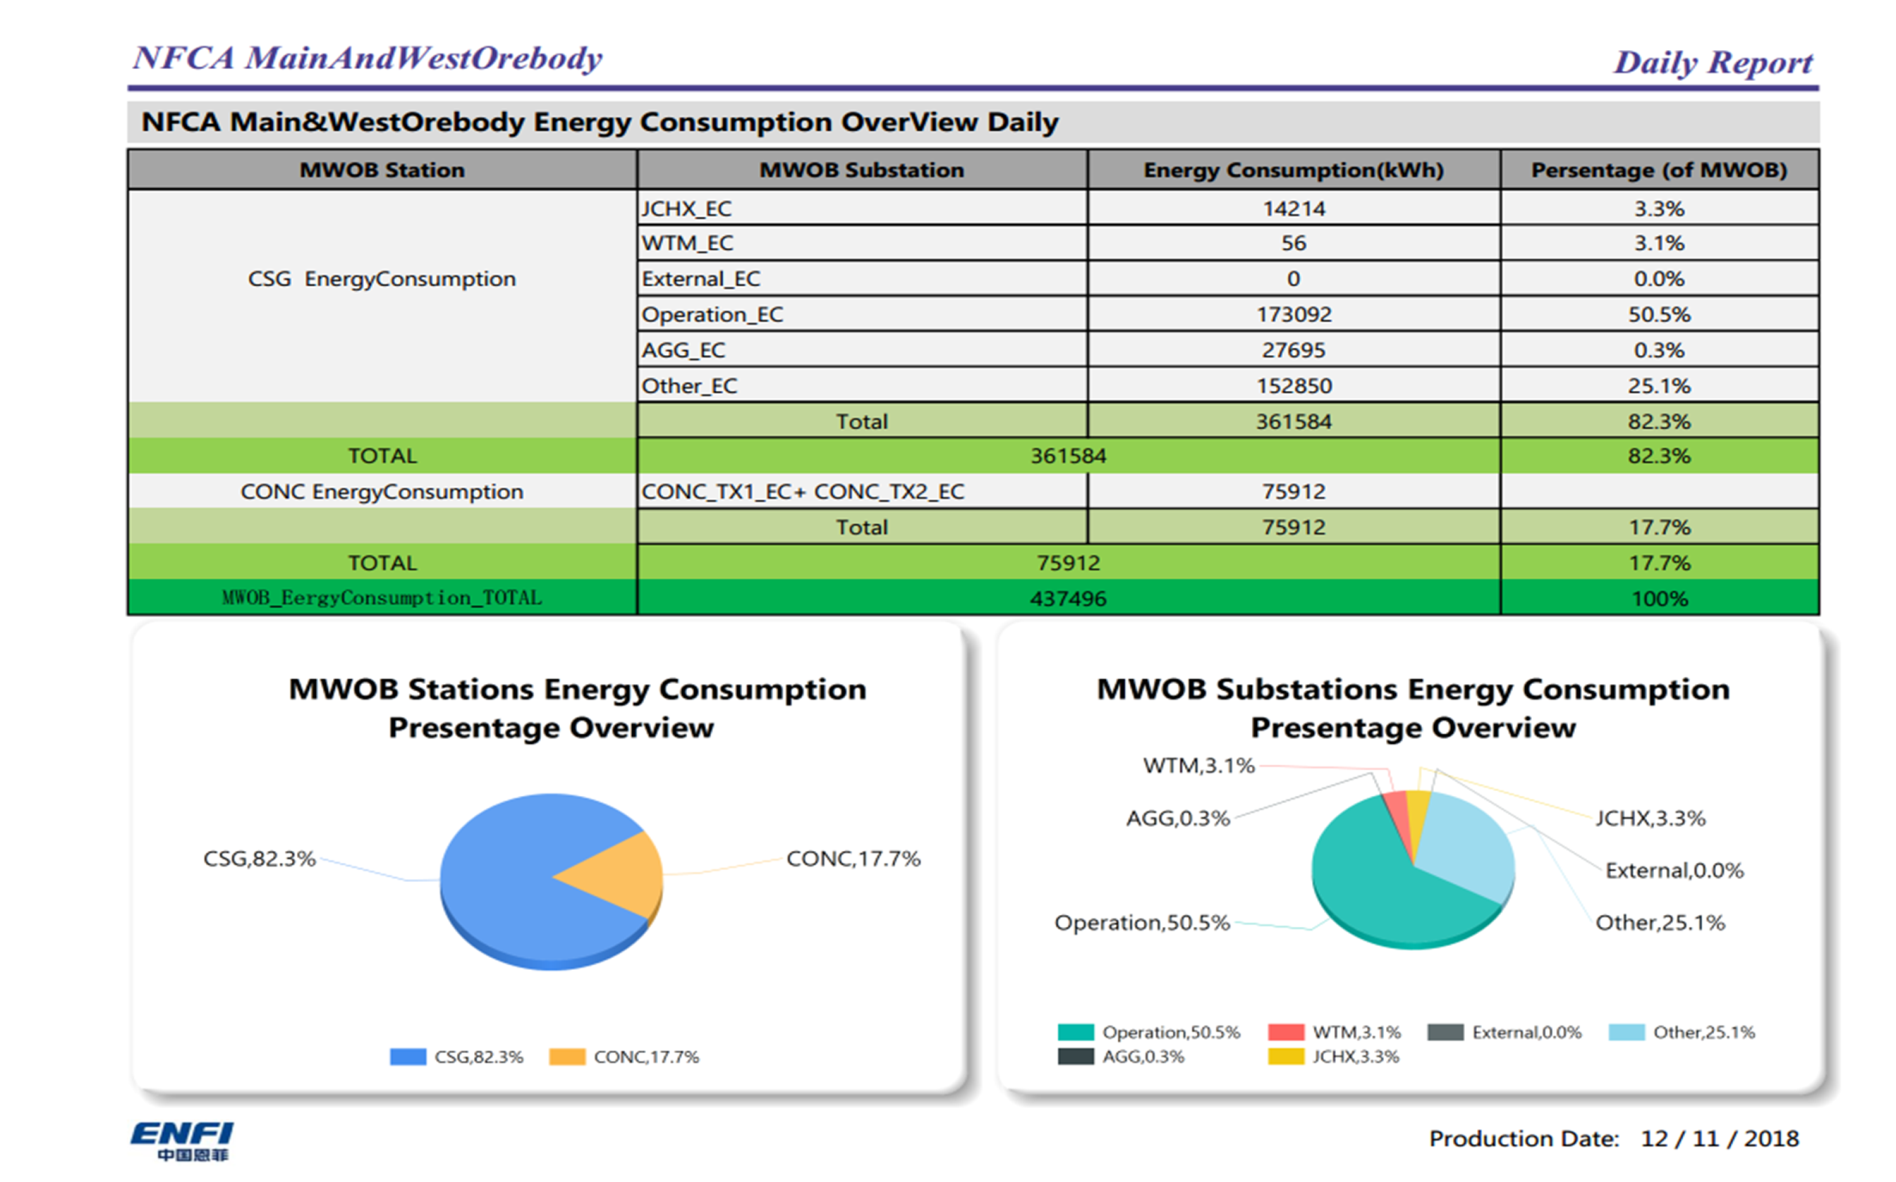 NFCA MainAndWestOrebody Daily Report
NFCA Main&WestOrebody Energy Consumption OverView Daily
MWOB Station MWOB Substation Energy Consumption(kWh) Persentage (of MWOB)
JCHX_EC 14214 3.3%
WTM_EC 56 3.1%
CSG EnergyConsumption External_EC 0 0.0%
Operation_EC 173092 50.5%
AGG_EC 27695 0.3%
Other_EC 152850 25.1%
Total 361584 82.3%
TOTAL 361584 82.3%
CONC EnergyConsumption CONC_TX1_EC+ CONC_TX2_EC 75912
Total 75912 17.7%
TOTAL 75912 17.7%
MWOB_EergyConsumption_TOTAL 437496 100%
MWOB Stations Energy Consumption
Presentage Overview
CSG,82.3%
CONC,17.7%
CSG,82.3% CONC,17.7%
MWOB Substations Energy Consumption
Presentage Overview
WTM,3.1%
AGG,0.3%
JCHX,3.3%
External,0.0%
Operation,50.5%
Other,25.1%
Operation,50.5% WTM,3.1% External,0.0% Other,25.1%
AGG,0.3% JCHX,3.3%
ENFI
中国恩菲
Production Date: 12 / 11 / 2018